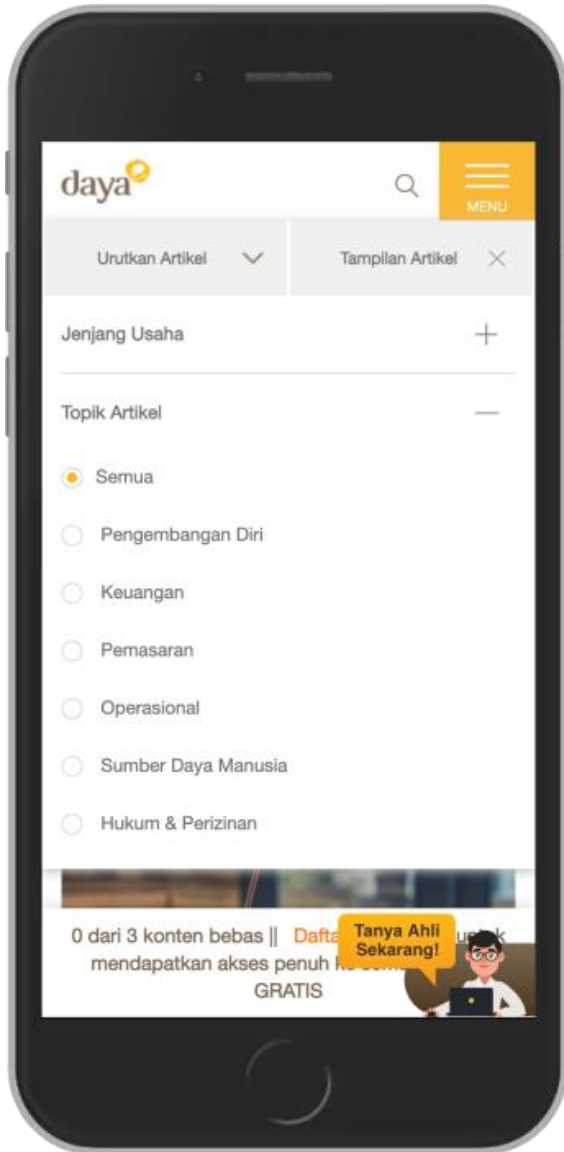 daya
MENU
Urutkan Artikel
Tampilan Artikel
Jenjang Usaha
Topik Artikel
Semua
Pengembangan Diri
Keuangan
Pemasaran
Operasional
Sumber Daya Manusia
Hukum & Perizinan
0 dari 3 konten bebas ||
mendapatkan akses penuh
GRATIS
Tanya Ahli
Sekarang!